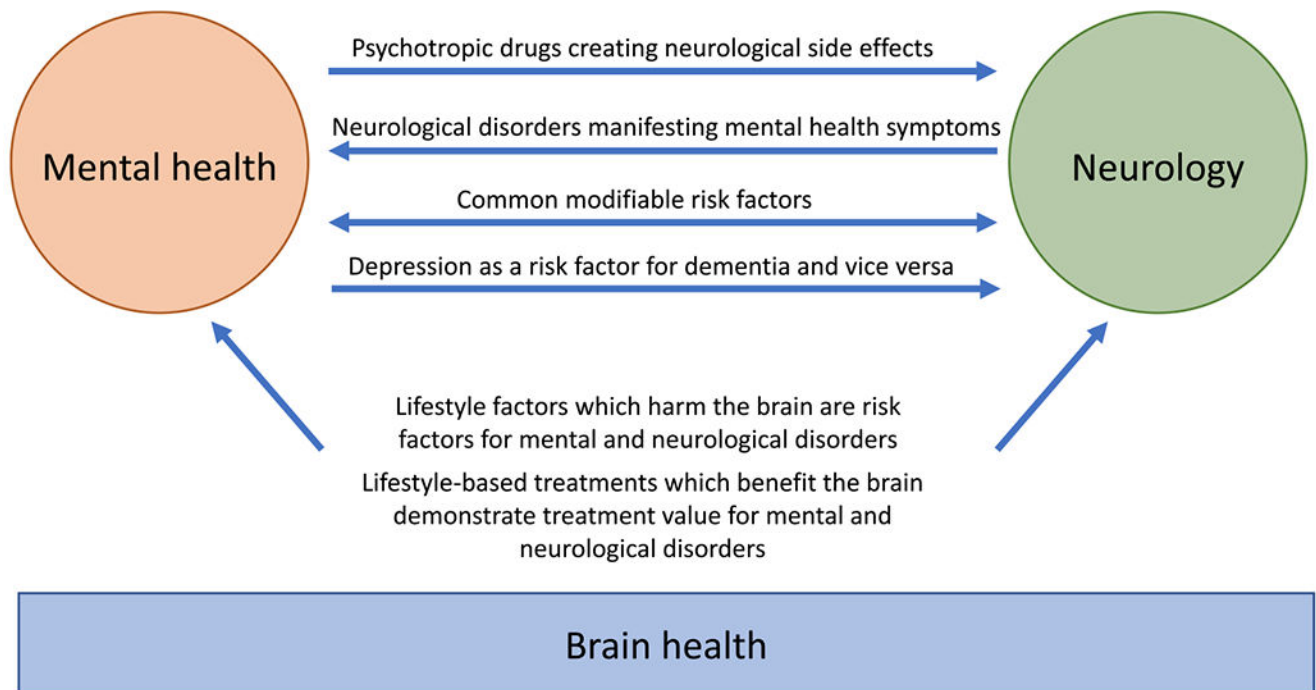 Psychotropic drugs creating neurological side effects
Neurological disorders manifesting mental health symptoms
Mental health
Neurology
Common modifiable risk factors
Depression as a risk factor for dementia and vice versa
Lifestyle factors which harm the brain are risk
factors for mental and neurological disorders
Lifestyle-based treatments which benefit the brain
demonstrate treatment value for mental and
neurological disorders
Brain health